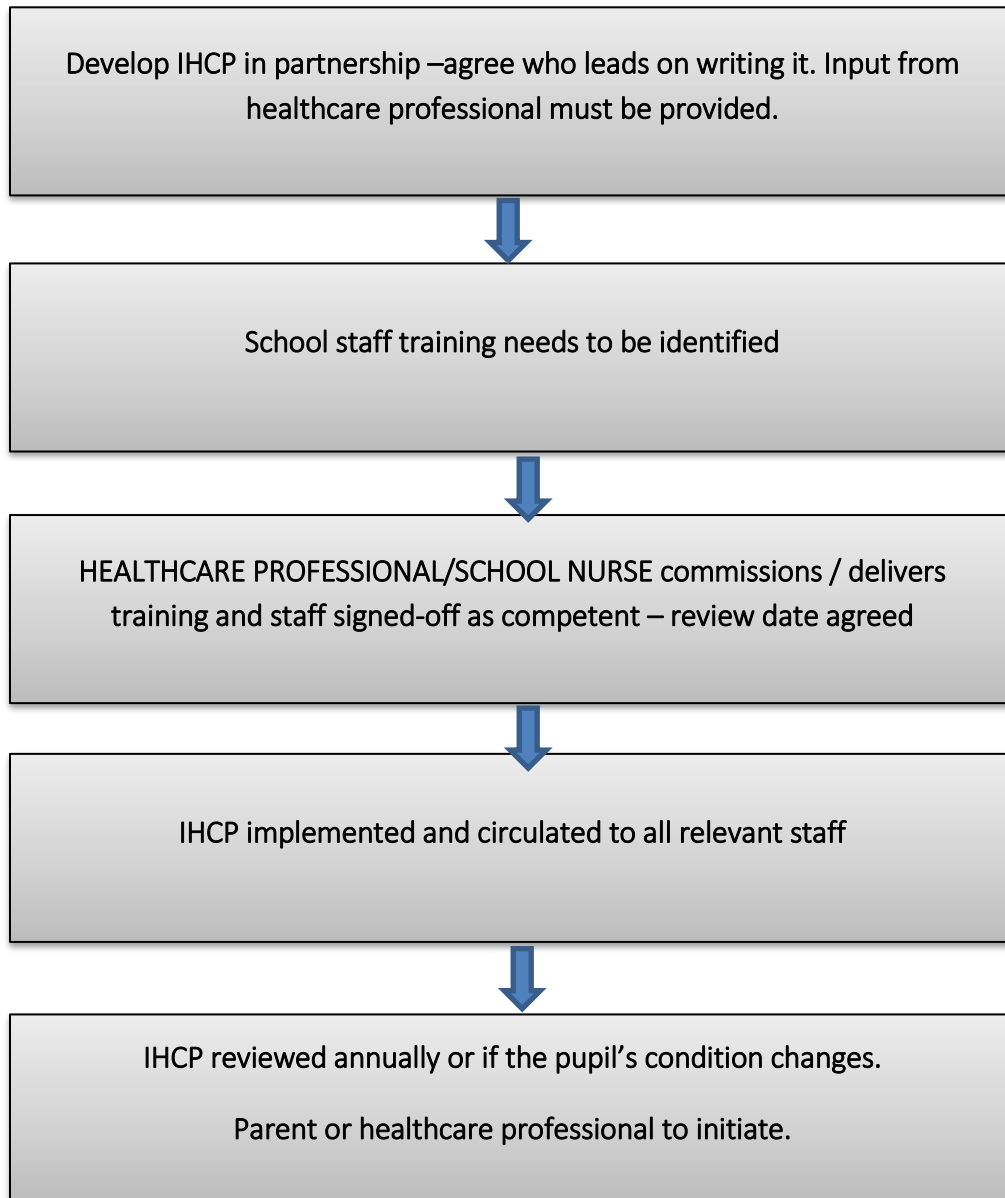 Develop IHCP in partnership –agree who leads on writing it. Input from
healthcare professional must be provided.
School staff training needs to be identified
HEALTHCARE PROFESSIONAL/SCHOOL NURSE commissions / delivers
training and staff signed-off as competent – review date agreed
IHCP implemented and circulated to all relevant staff
IHCP reviewed annually or if the pupil’s condition changes.
Parent or healthcare professional to initiate.